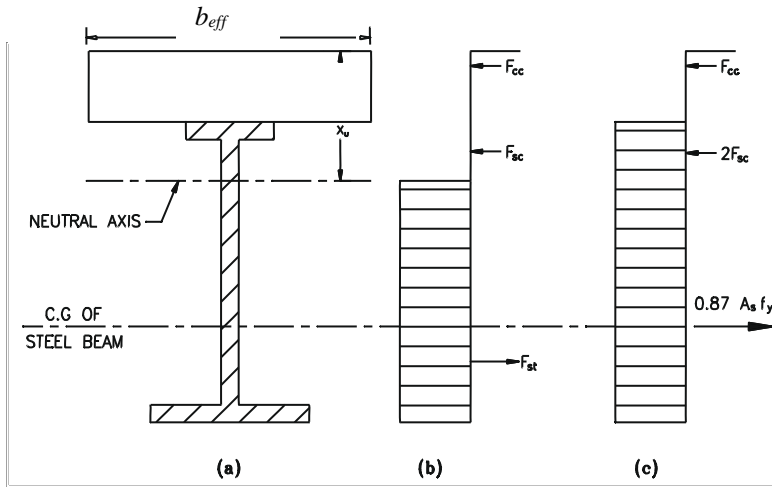 b_eff
F_cc
F_cc
x_u
F_sc
2F_sc
NEUTRAL AXIS
C.G OF
STEEL BEAM
0.87 A_s f_y
F_st
(a)
(b)
(c)